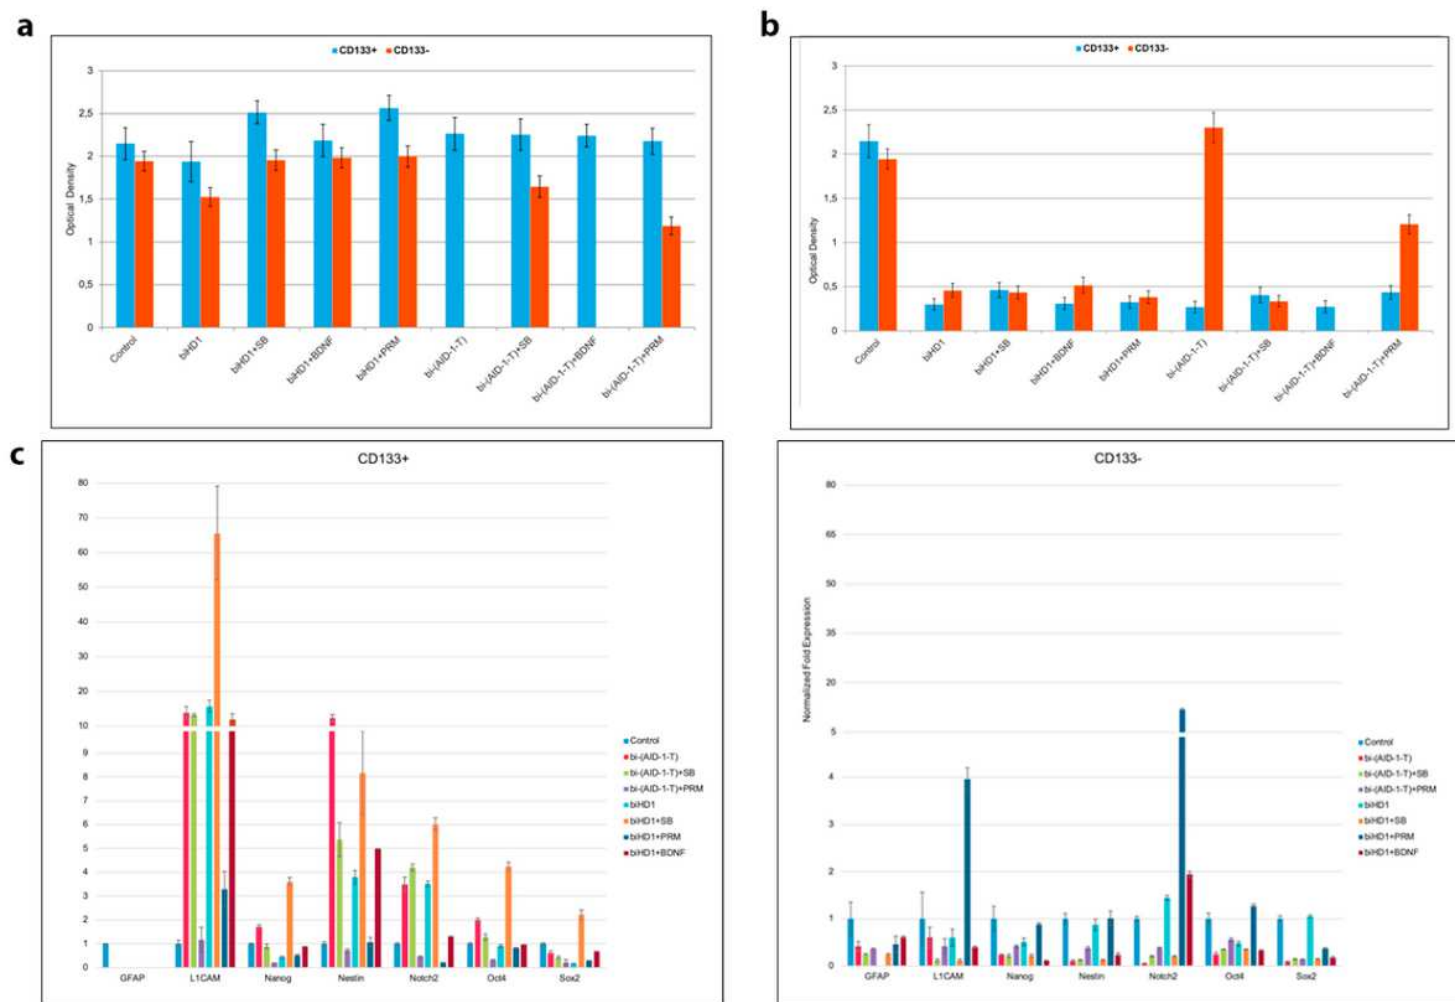 a
CD133+ CD133-
3
2,5
2
1,5
1
0,5
0
Optical Density
Control biHD1 biHD1+SB biHD1+BDNF biHD1+PRM bi-(AID-1-T) bi-(AID-1-T)+SB bi-(AID-1-T)+BDNF bi-(AID-1-T)+PRM
b
CD133+ CD133-
3
2,5
2
1,5
1
0,5
0
Optical Density
Control biHD1 biHD1+SB biHD1+BDNF biHD1+PRM bi-(AID-1-T) bi-(AID-1-T)+SB bi-(AID-1-T)+BDNF bi-(AID-1-T)+PRM
c
CD133+
80
70
60
50
40
30
20
10
9
8
7
6
5
4
3
2
1
0
GFAP L1CAM Nanog Nestin Notch2 Oct4 Sox2
Control
bi-(AID-1-T)
bi-(AID-1-T)+SB
bi-(AID-1-T)+PRM
biHD1
biHD1+SB
biHD1+PRM
biHD1+BDNF
CD133-
80
65
50
35
20
5
4
3
2
1
0
Normalized Fold Expression
GFAP L1CAM Nanog Nestin Notch2 Oct4 Sox2
Control
bi-(AID-1-T)
bi-(AID-1-T)+SB
bi-(AID-1-T)+PRM
biHD1
biHD1+SB
biHD1+PRM
biHD1+BDNF